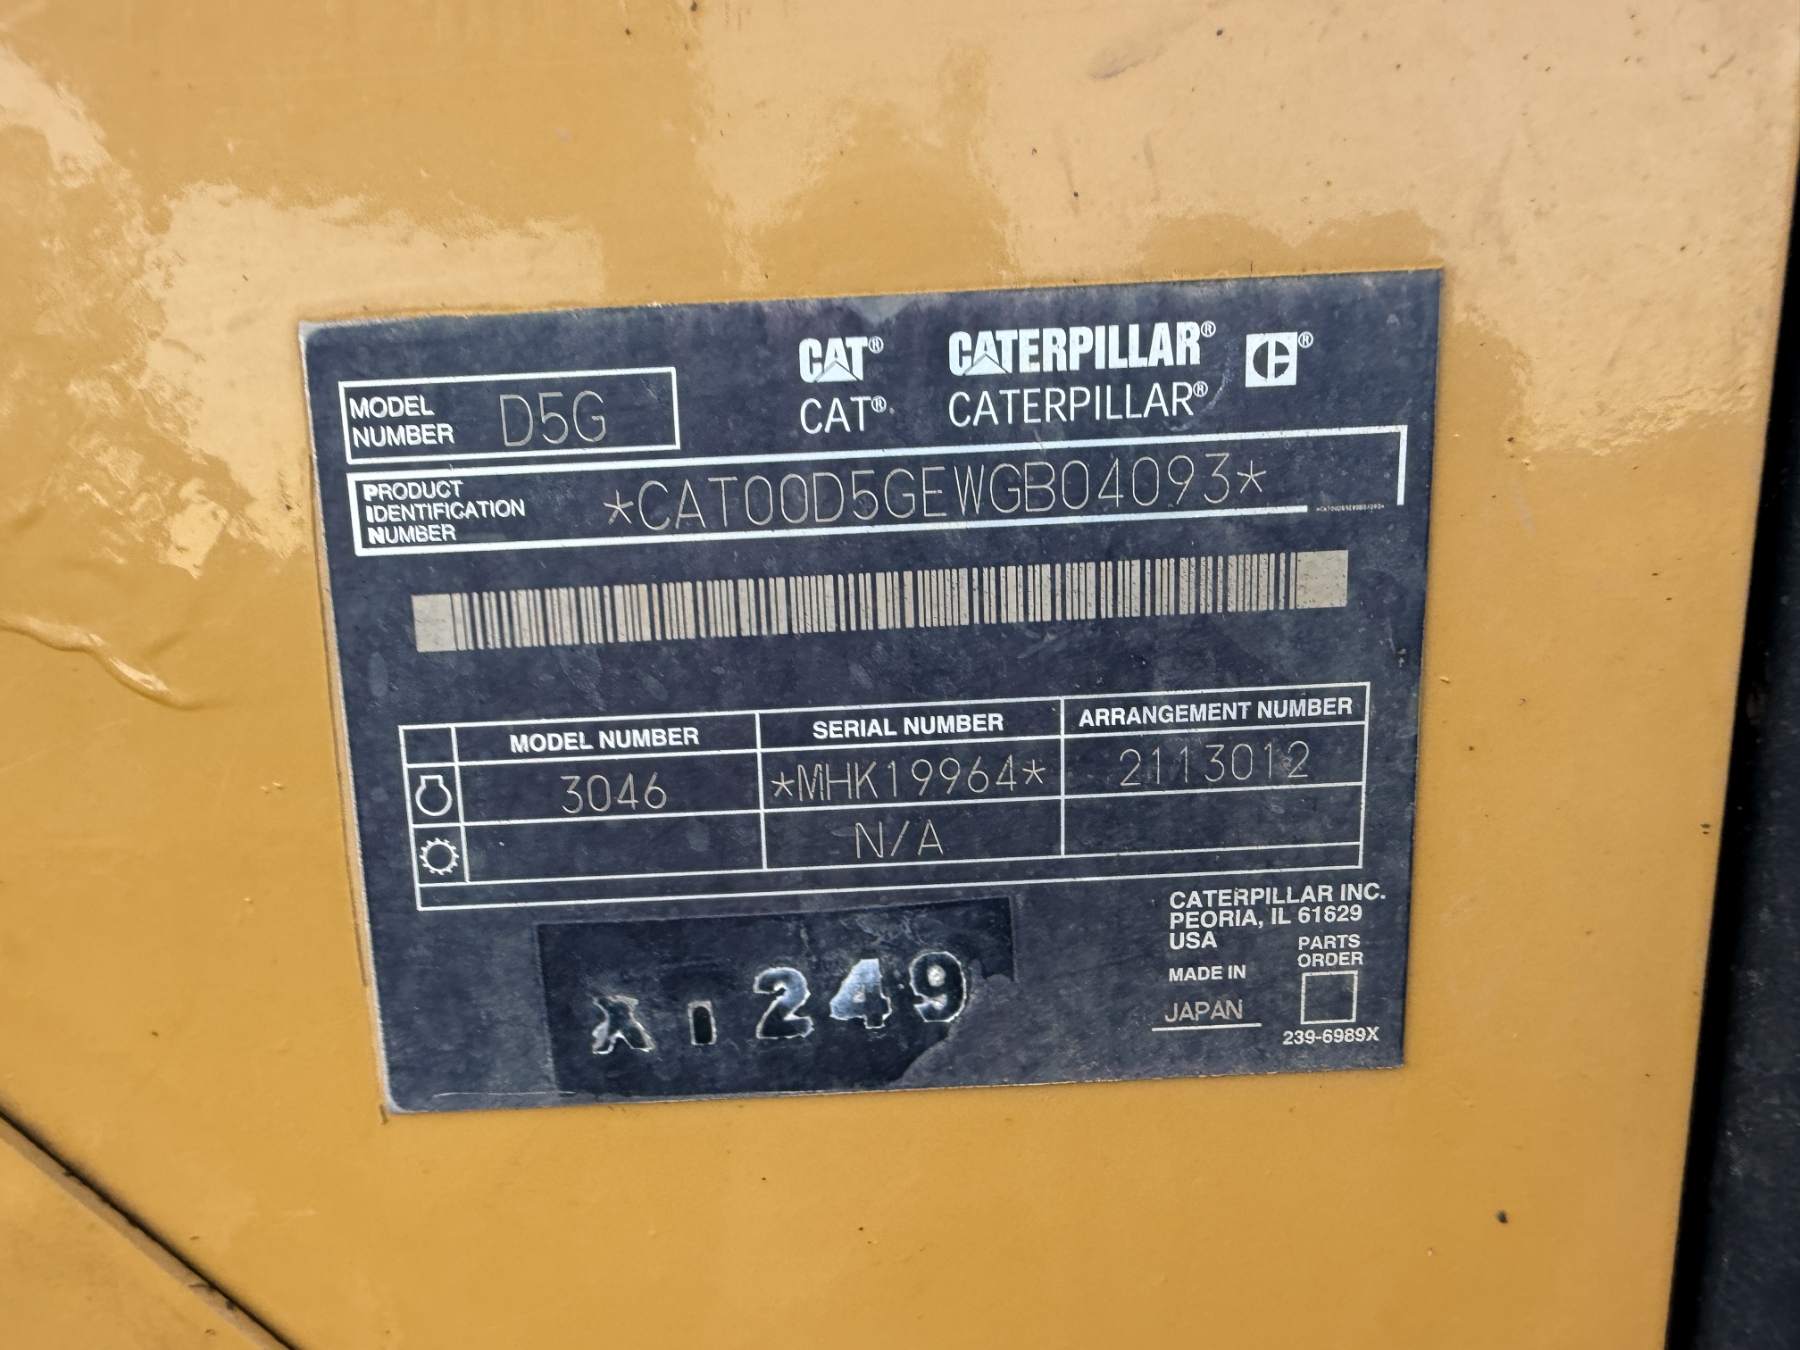 CAT® CATERPILLAR®
CAT® CATERPILLAR®
MODEL NUMBER D5G
PRODUCT IDENTIFICATION NUMBER *CAT00D5GEWGB04093*
MODEL NUMBER SERIAL NUMBER ARRANGEMENT NUMBER
3046 *MHK19964* 2113012
N/A
CATERPILLAR INC.
PEORIA, IL 61629
USA
PARTS ORDER
MADE IN
JAPAN
239-6989X
249